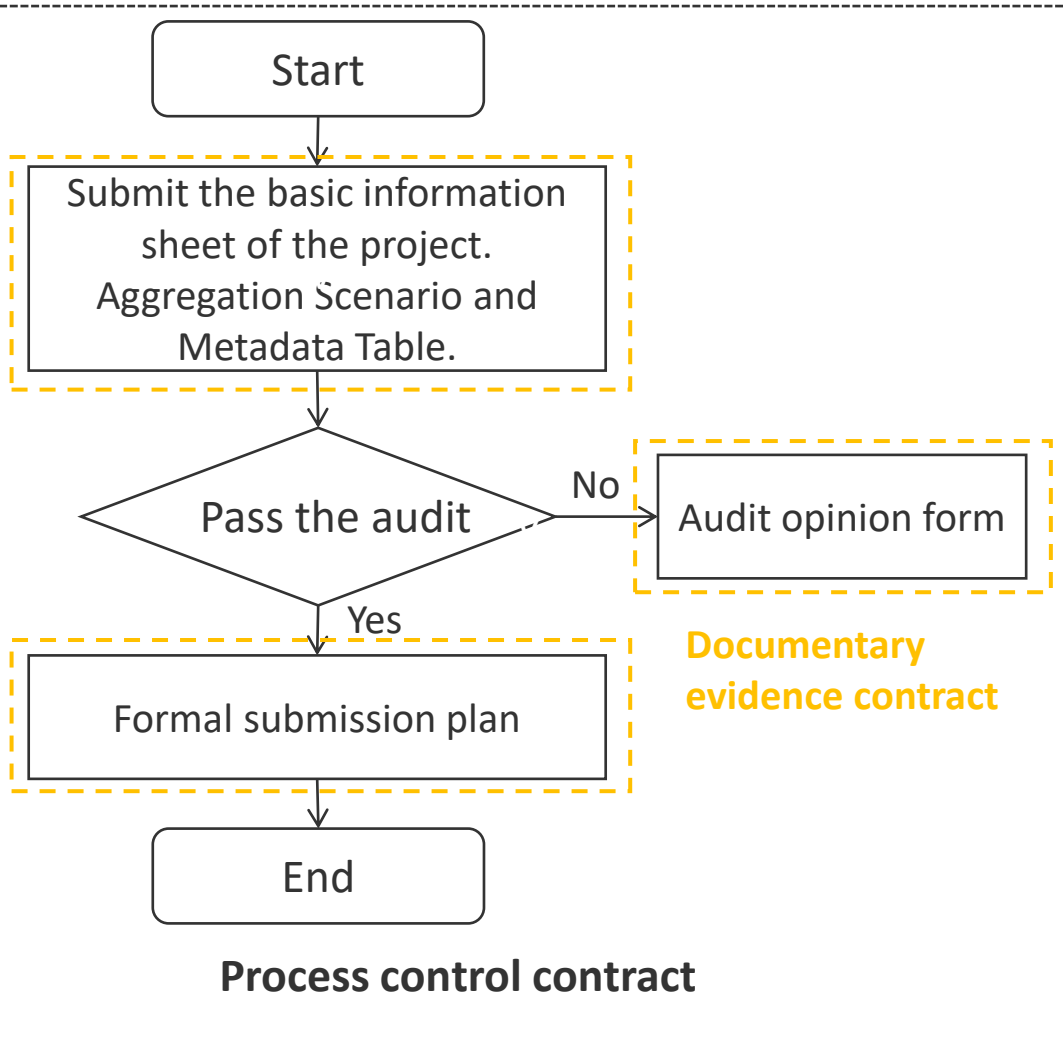 Start
Submit the basic information
sheet of the project.
Aggregation Scenario and
Metadata Table.
Pass the audit
No
Audit opinion form
Yes
Documentary
evidence contract
Formal submission plan
End
Process control contract